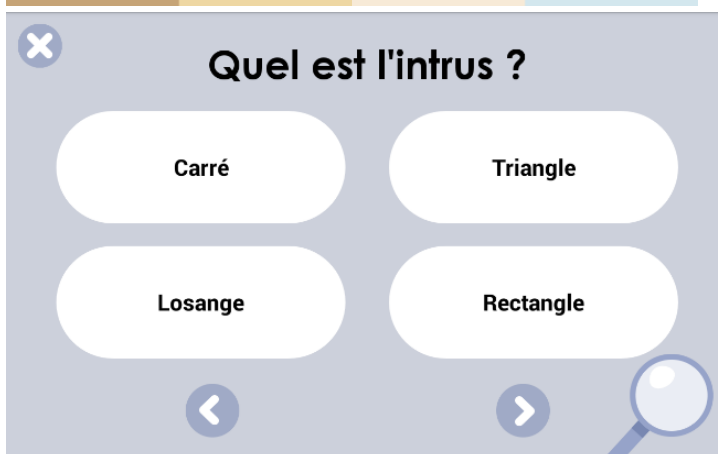 Quel est l'intrus ?
Carré
Triangle
Losange
Rectangle